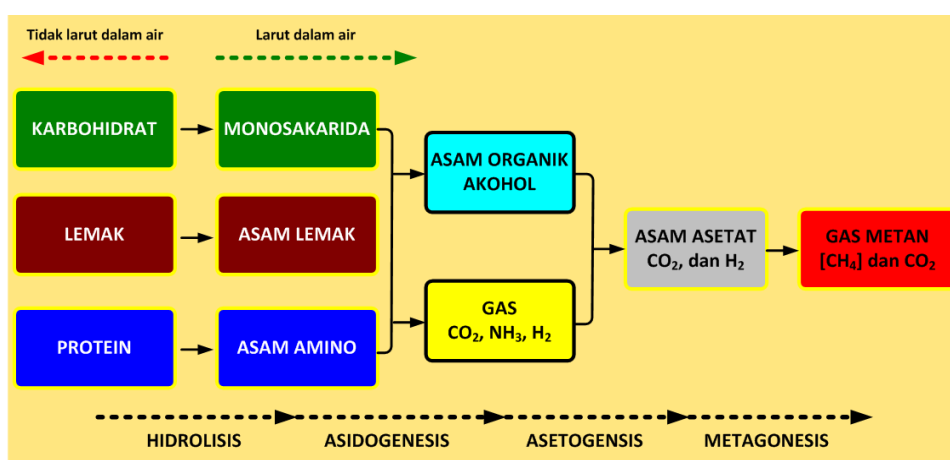 Tidak larut dalam air
Larut dalam air
KARBOHIDRAT
MONOSAKARIDA
ASAM ORGANIK
AKOHOL
LEMAK
ASAM LEMAK
ASAM ASETAT
CO₂, dan H₂
GAS METAN
[CH₄] dan CO₂
GAS
CO₂, NH₃, H₂
PROTEIN
ASAM AMINO
HIDROLISIS
ASIDOGENESIS
ASETOGENSIS
METAGONESIS